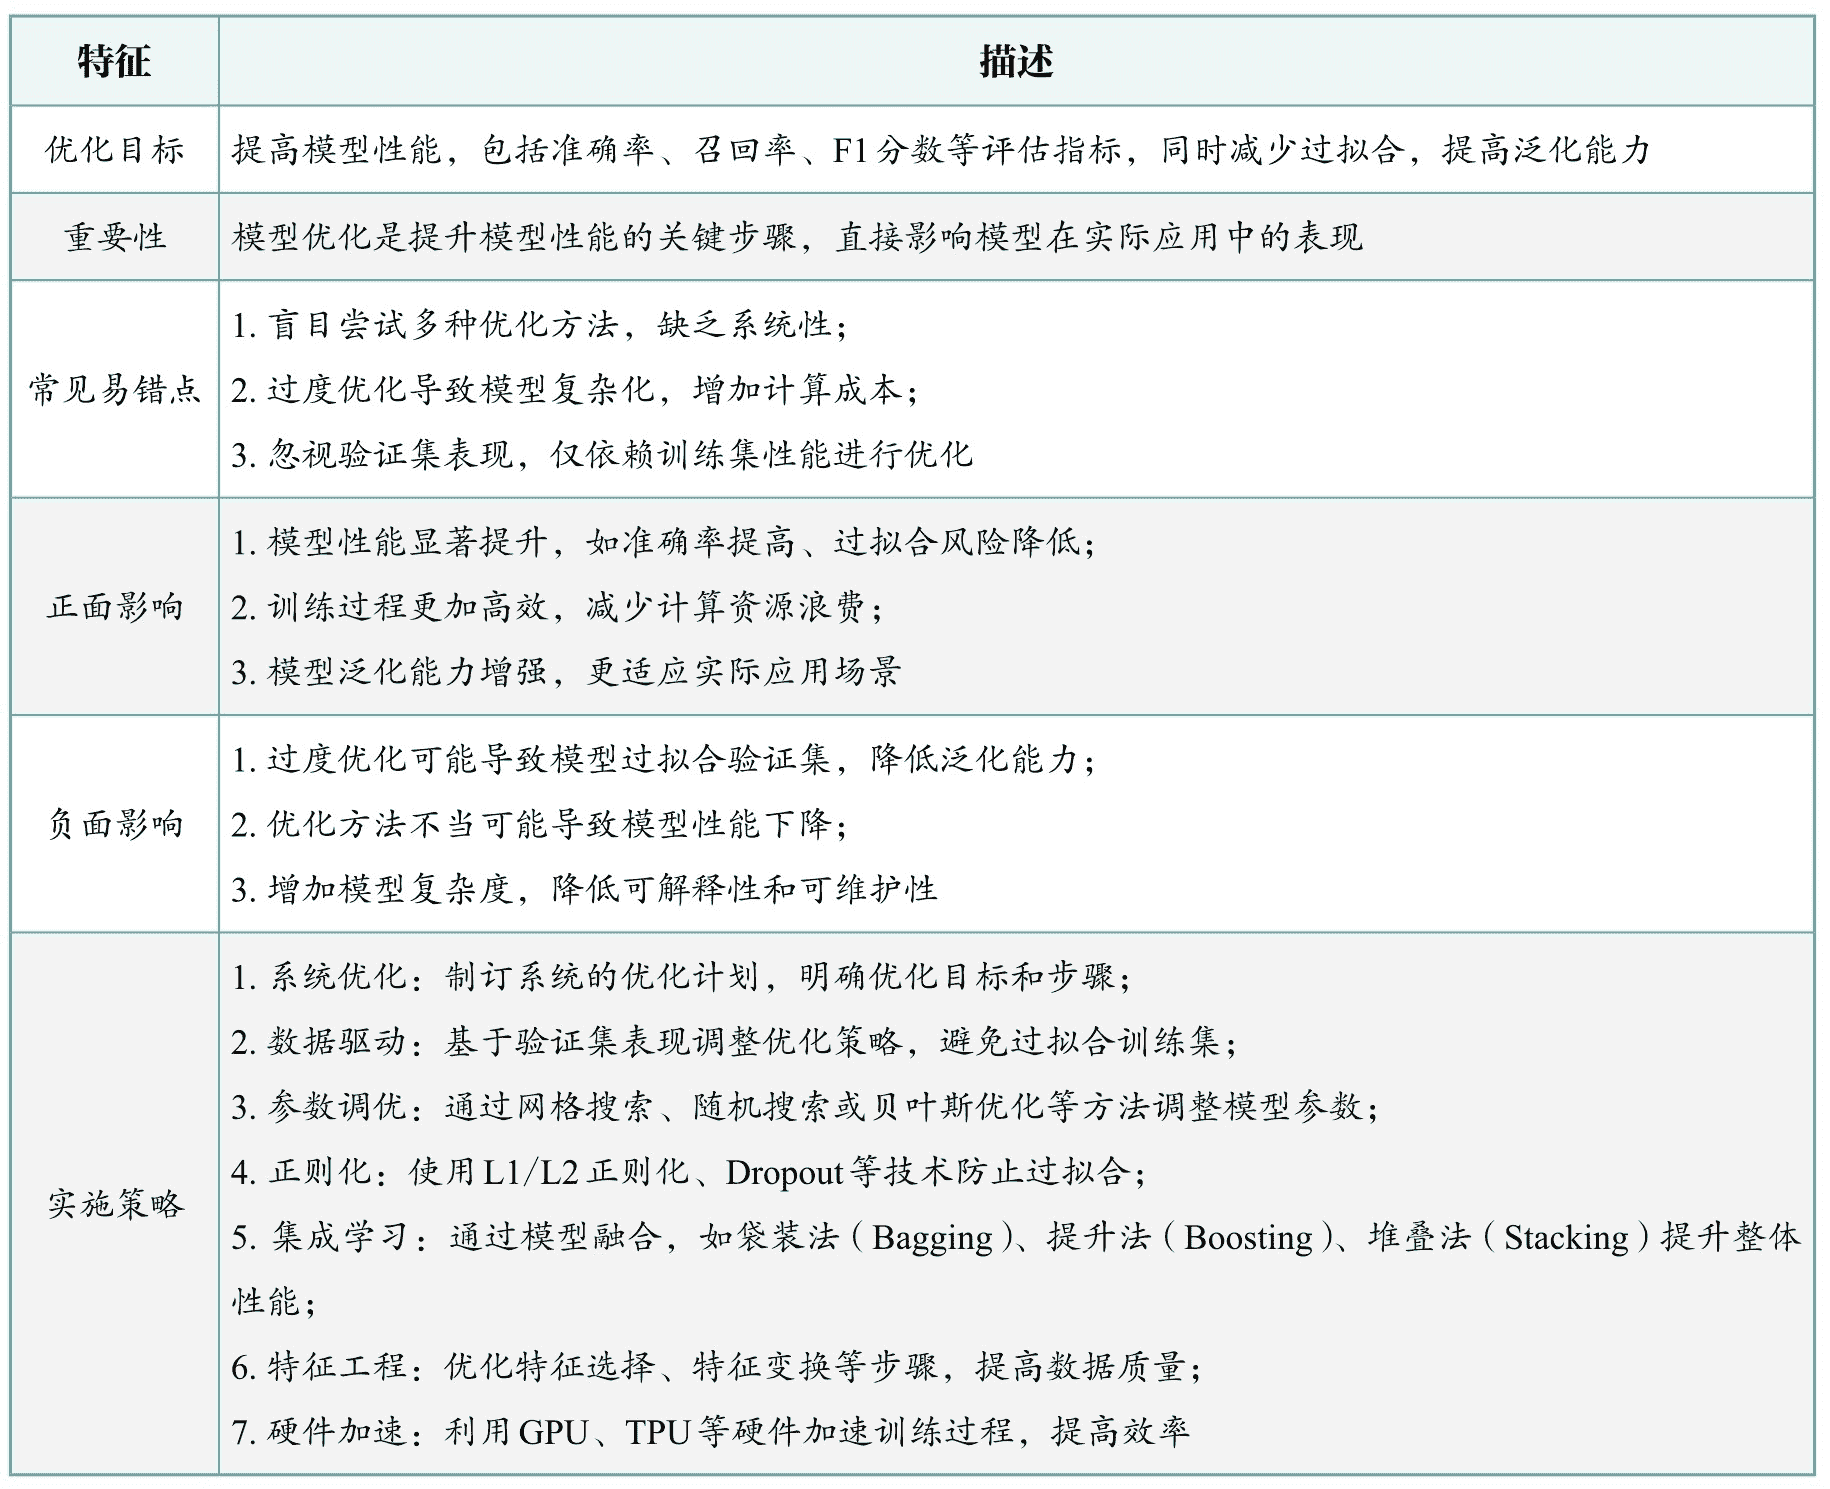 特征
描述
优化目标
提高模型性能，包括准确率、召回率、F1分数等评估指标，同时减少过拟合，提高泛化能力
重要性
模型优化是提升模型性能的关键步骤，直接影响模型在实际应用中的表现
常见易错点
1. 盲目尝试多种优化方法，缺乏系统性；
2. 过度优化导致模型复杂化，增加计算成本；
3. 忽视验证集表现，仅依赖训练集性能进行优化
正面影响
1. 模型性能显著提升，如准确率提高、过拟合风险降低；
2. 训练过程更加高效，减少计算资源浪费；
3. 模型泛化能力增强，更适应实际应用场景
负面影响
1. 过度优化可能导致模型过拟合验证集，降低泛化能力；
2. 优化方法不当可能导致模型性能下降；
3. 增加模型复杂度，降低可解释性和可维护性
实施策略
1. 系统优化：制订系统的优化计划，明确优化目标和步骤；
2. 数据驱动：基于验证集表现调整优化策略，避免过拟合训练集；
3. 参数调优：通过网格搜索、随机搜索或贝叶斯优化等方法调整模型参数；
4. 正则化：使用L1/L2正则化、Dropout等技术防止过拟合；
5. 集成学习：通过模型融合，如袋装法（Bagging）、提升法（Boosting）、堆叠法（Stacking）提升整体
性能；
6. 特征工程：优化特征选择、特征变换等步骤，提高数据质量；
7. 硬件加速：利用GPU、TPU等硬件加速训练过程，提高效率